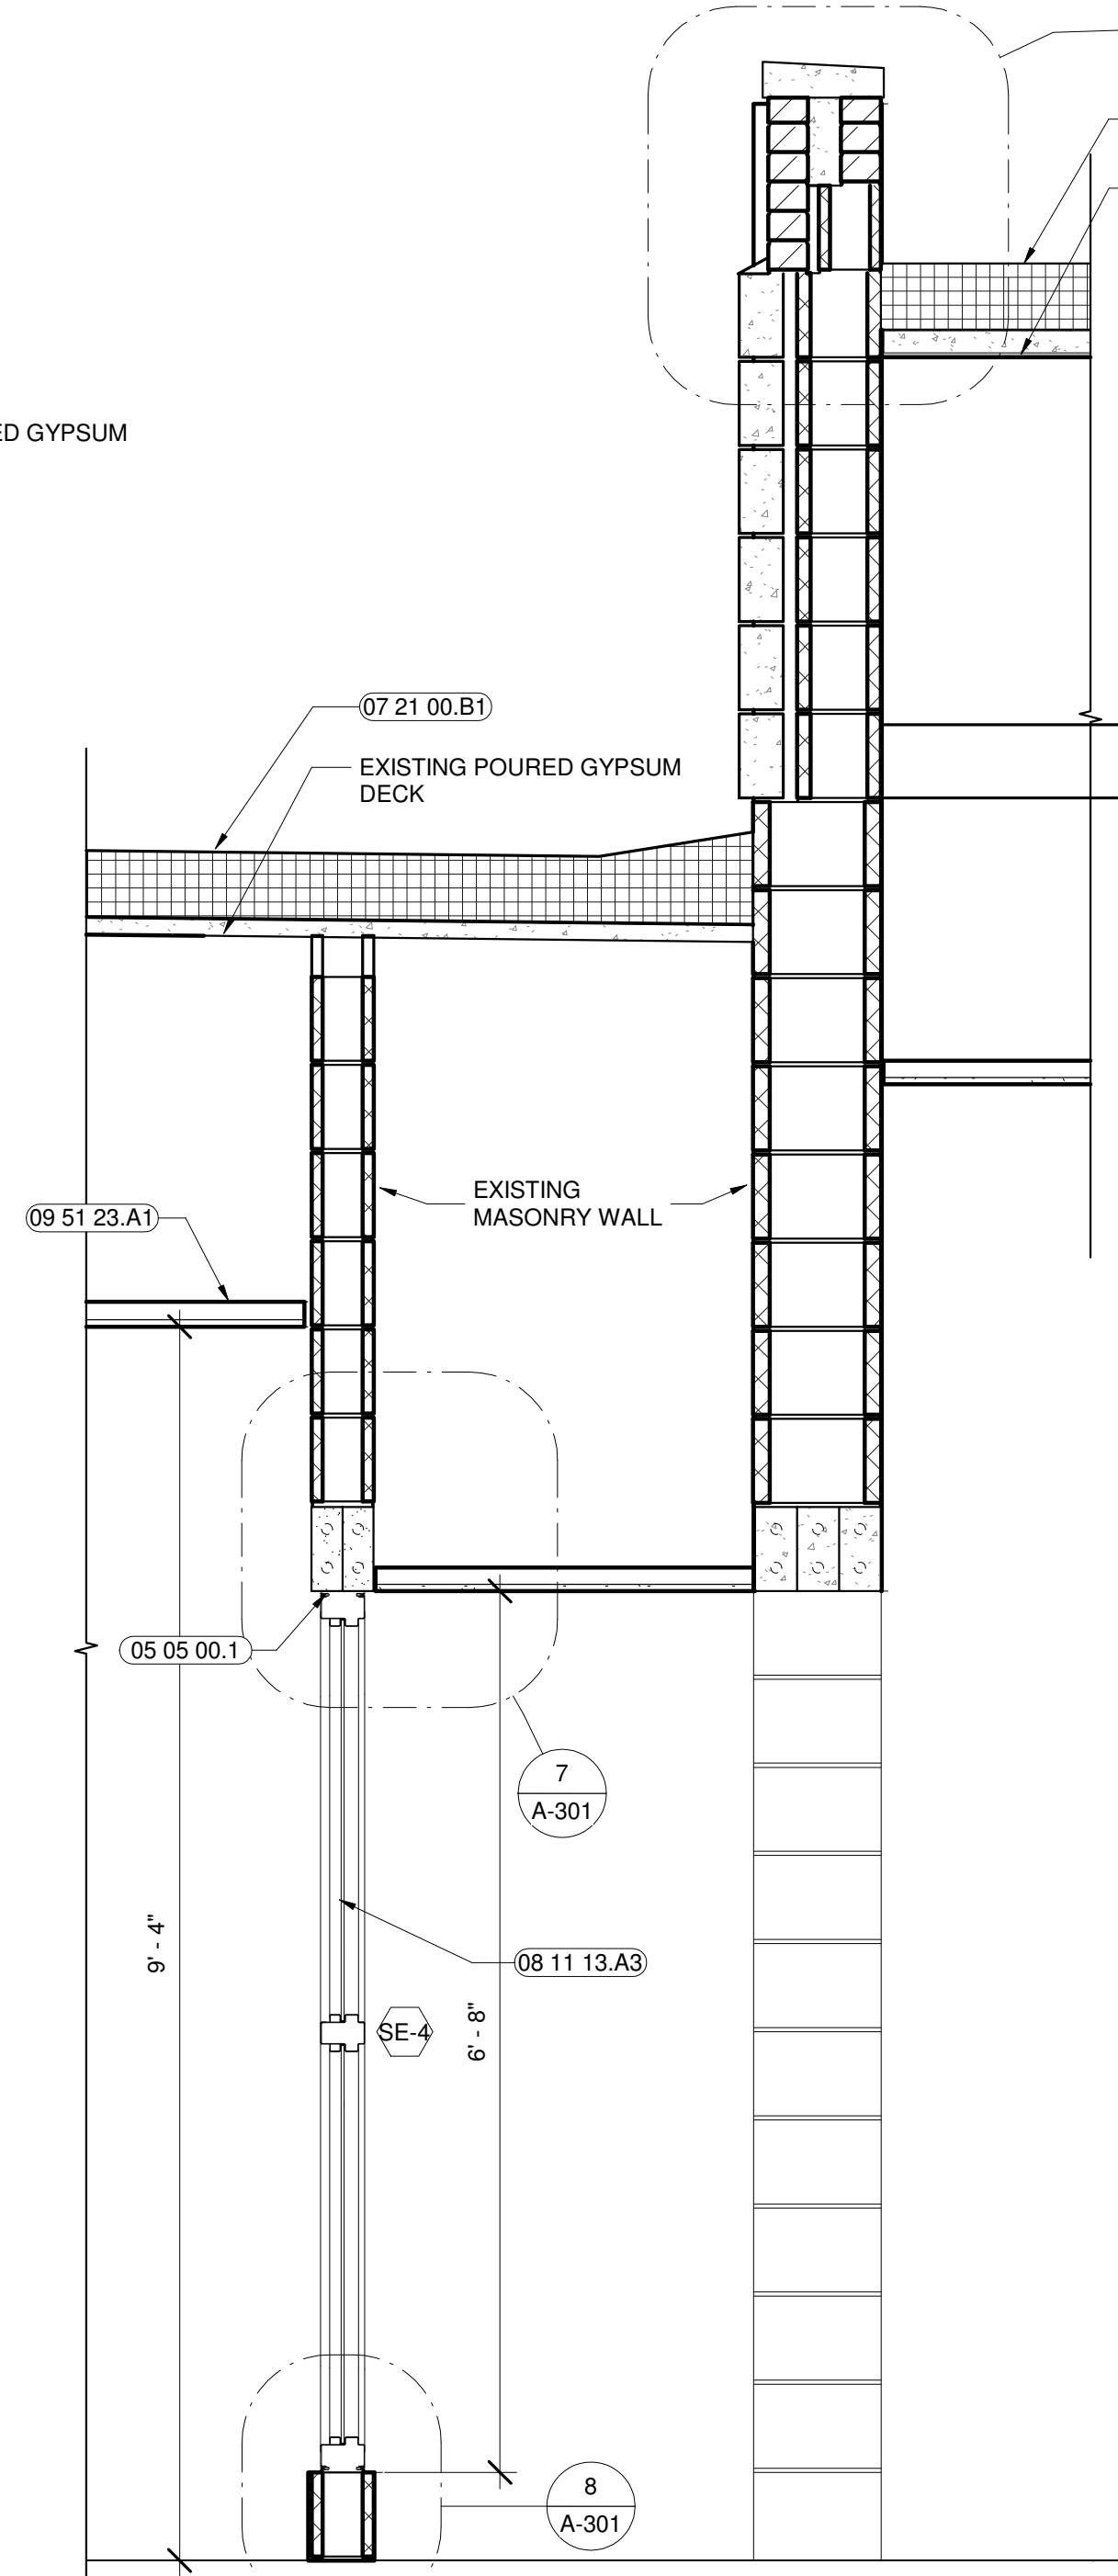 ED GYPSUM
07 21 00.B1
EXISTING POURED GYPSUM
DECK
EXISTING
MASONRY WALL
09 51 23.A1
05 05 00.1
7
A-301
9' - 4"
08 11 13.A3
SE-4
6' - 8"
8
A-301